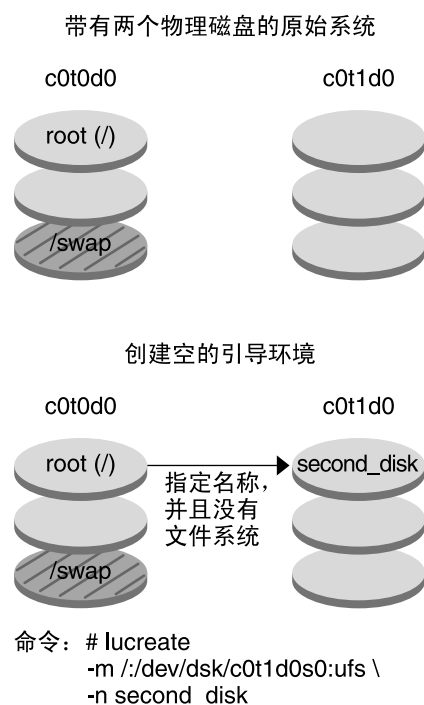 带有两个物理磁盘的原始系统
c0t0d0 c0t1d0
root (/)
/swap
创建空的引导环境
c0t0d0 c0t1d0
root (/) second_disk
指定名称，
并且没有
文件系统
/swap
命令：# lucreate
-m /:/dev/dsk/c0t1d0s0:ufs \
-n second_disk